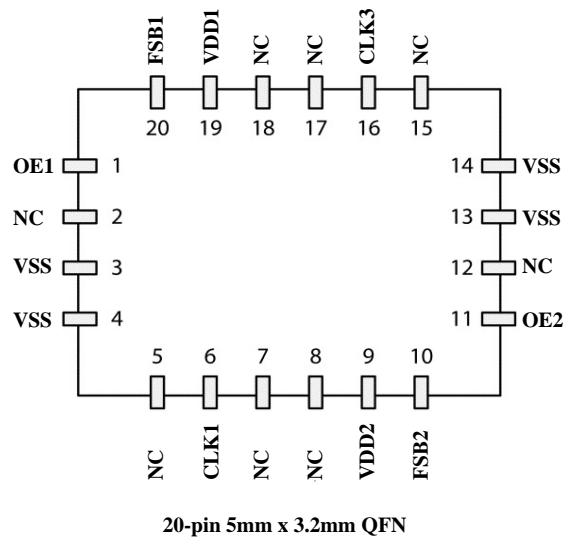 FSB1 VDD1 NC NC CLK3 NC
20 19 18 17 16 15
OE1 1 14 VSS
NC 2 13 VSS
VSS 3 12 NC
VSS 4 11 OE2
5 6 7 8 9 10
NC CLK1 NC NC VDD2 FSB2
20-pin 5mm x 3.2mm QFN